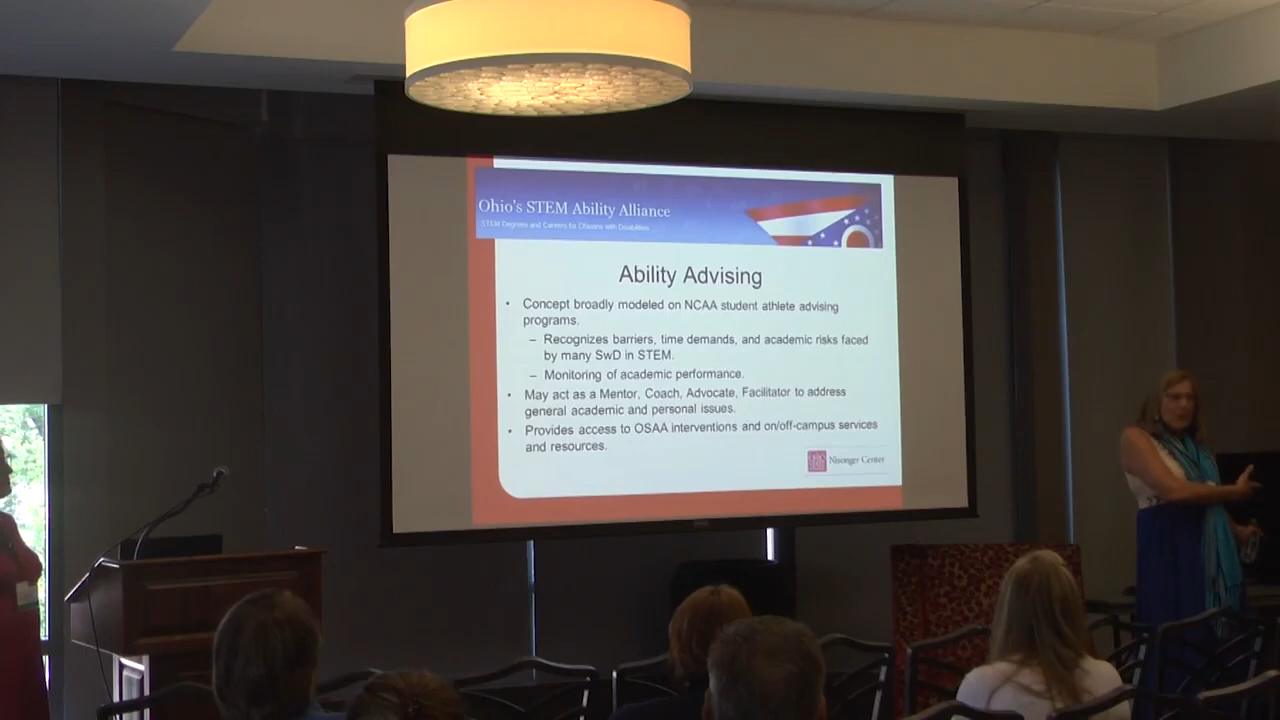 Ohio's STEM Ability Alliance
STEM Degrees and Careers for Ohioans with Disabilities
Ability Advising
• Concept broadly modeled on NCAA student athlete advising
programs.
– Recognizes barriers, time demands, and academic risks faced
by many SwD in STEM.
– Monitoring of academic performance.
• May act as a Mentor, Coach, Advocate, Facilitator to address
general academic and personal issues.
• Provides access to OSAA interventions and on/off-campus services
and resources.
OHIO
STATE
Nisonger Center